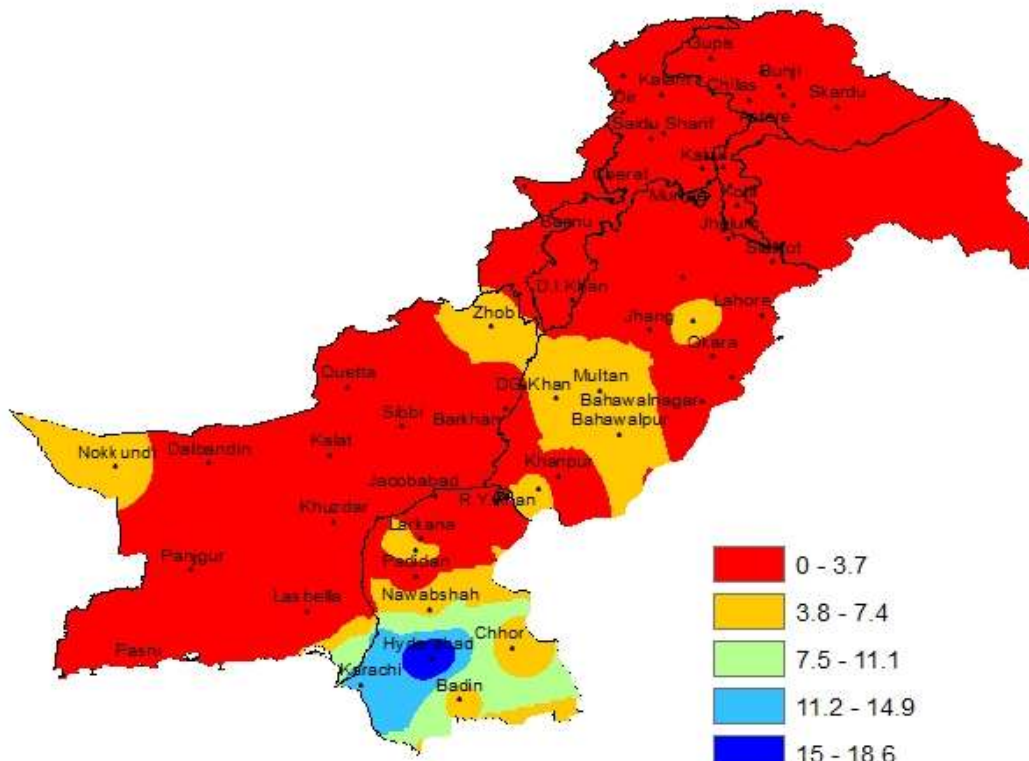 Gupis
Bunji
Kalam
Chilas
Skardu
Dir
Astore
Saidu Sharif
Kakul
Cherat
Murree
Kotli
Bannu
Jhelum
Sialkot
D.I.Khan
Lahore
Zhob
Jhang
Okara
Quetta
DG Khan
Multan
Bahawalnagar
Sibbi
Barkhan
Bahawalpur
Nokkundi
Dalbandin
Kalat
Khanpur
Jacobabad
R.Y.Khan
Khuzdar
Larkana
Panjgur
Padidan
Lasbella
Nawabshah
Pasni
Hyderabad
Chhor
Karachi
Badin
0 - 3.7
3.8 - 7.4
7.5 - 11.1
11.2 - 14.9
15 - 18.6